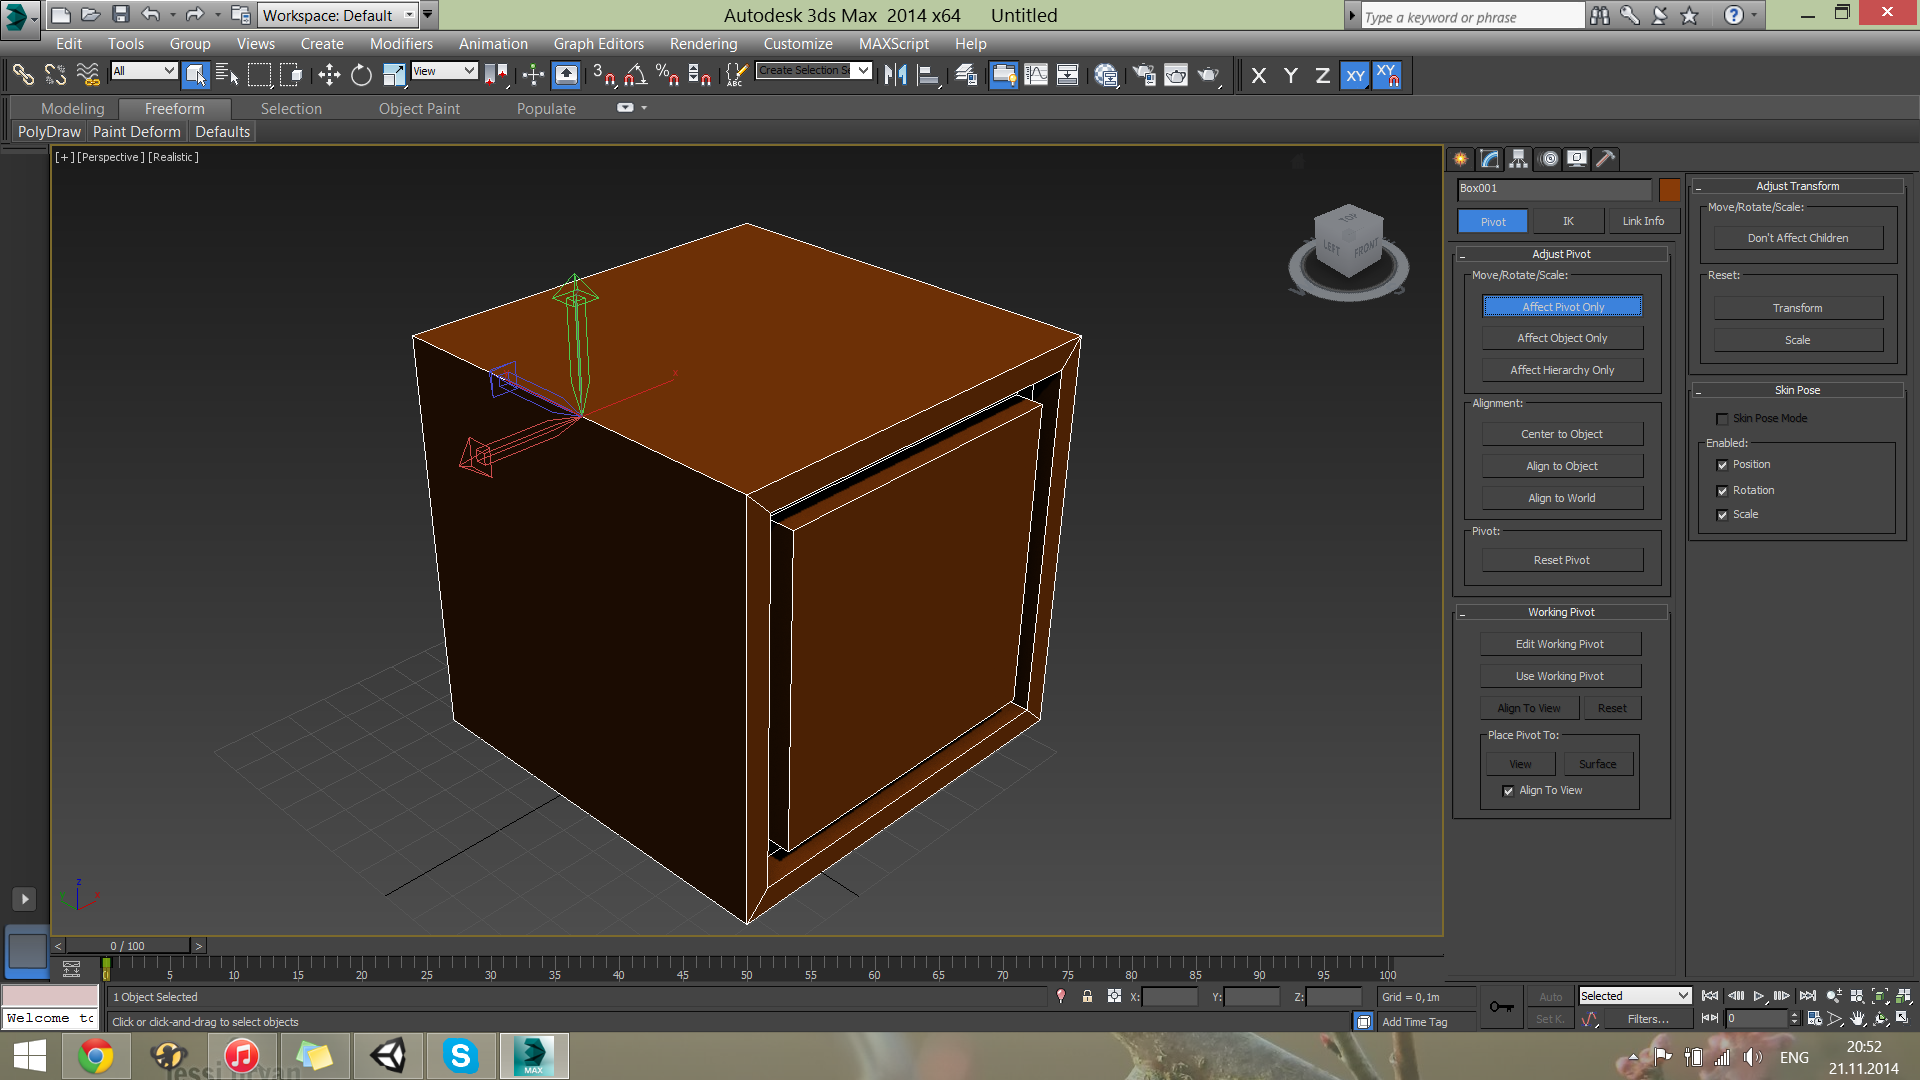 Workspace: Default
Autodesk 3ds Max 2014 x64 Untitled
Type a keyword or phrase
Edit Tools Group Views Create Modifiers Animation Graph Editors Rendering Customize MAXScript Help
All
View
3
ABC
Create Selection Se
X Y Z XY XY
Modeling Freeform Selection Object Paint Populate
PolyDraw Paint Deform Defaults
[+] [Perspective] [Realistic]
x
LEFT FRONT
z
y x
Box001
Pivot IK Link Info
Adjust Pivot
Move/Rotate/Scale:
Affect Pivot Only
Affect Object Only
Affect Hierarchy Only
Alignment:
Center to Object
Align to Object
Align to World
Pivot:
Reset Pivot
Working Pivot
Edit Working Pivot
Use Working Pivot
Align To View Reset
Place Pivot To:
View Surface
Align To View
Adjust Transform
Move/Rotate/Scale:
Don't Affect Children
Reset:
Transform
Scale
Skin Pose
Skin Pose Mode
Enabled:
Position
Rotation
Scale
< 0 / 100 >
0 5 10 15 20 25 30 35 40 45 50 55 60 65 70 75 80 85 90 95 100
1 Object Selected
X: Y: Z: Grid = 0,1m
Auto Selected
Welcome to
Click or click-and-drag to select objects
Add Time Tag
Set K. Filters... 0
MAX
ENG
20:52
21.11.2014